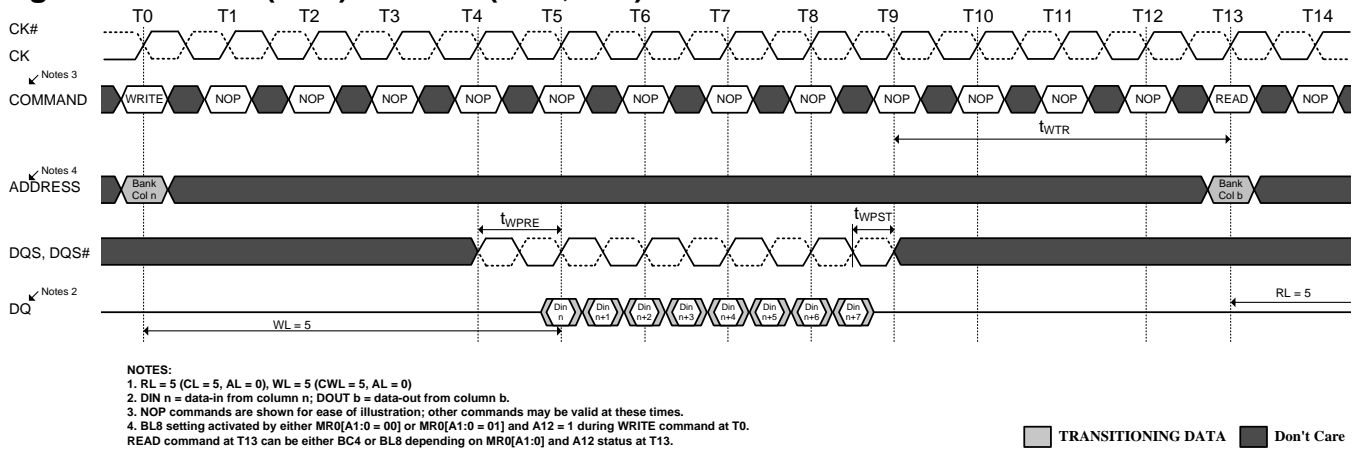 T0 T1 T2 T3 T4 T5 T6 T7 T8 T9 T10 T11 T12 T13 T14
CK#
CK
Notes 3
COMMAND WRITE NOP NOP NOP NOP NOP NOP NOP NOP NOP NOP NOP NOP READ NOP
tWTR
Notes 4
ADDRESS
Bank Bank
Col n Col b
tWPRE tWPST
DQS, DQS#
Notes 2
DQ
Din Din Din Din Din Din Din Din
n n+1 n+2 n+3 n+4 n+5 n+6 n+7
RL = 5
WL = 5
NOTES:
1. RL = 5 (CL = 5, AL = 0), WL = 5 (CWL = 5, AL = 0)
2. DIN n = data-in from column n; DOUT b = data-out from column b.
3. NOP commands are shown for ease of illustration; other commands may be valid at these times.
4. BL8 setting activated by either MR0[A1:0 = 00] or MR0[A1:0 = 01] and A12 = 1 during WRITE command at T0.
READ command at T13 can be either BC4 or BL8 depending on MR0[A1:0] and A12 status at T13.
TRANSITIONING DATA Don't Care